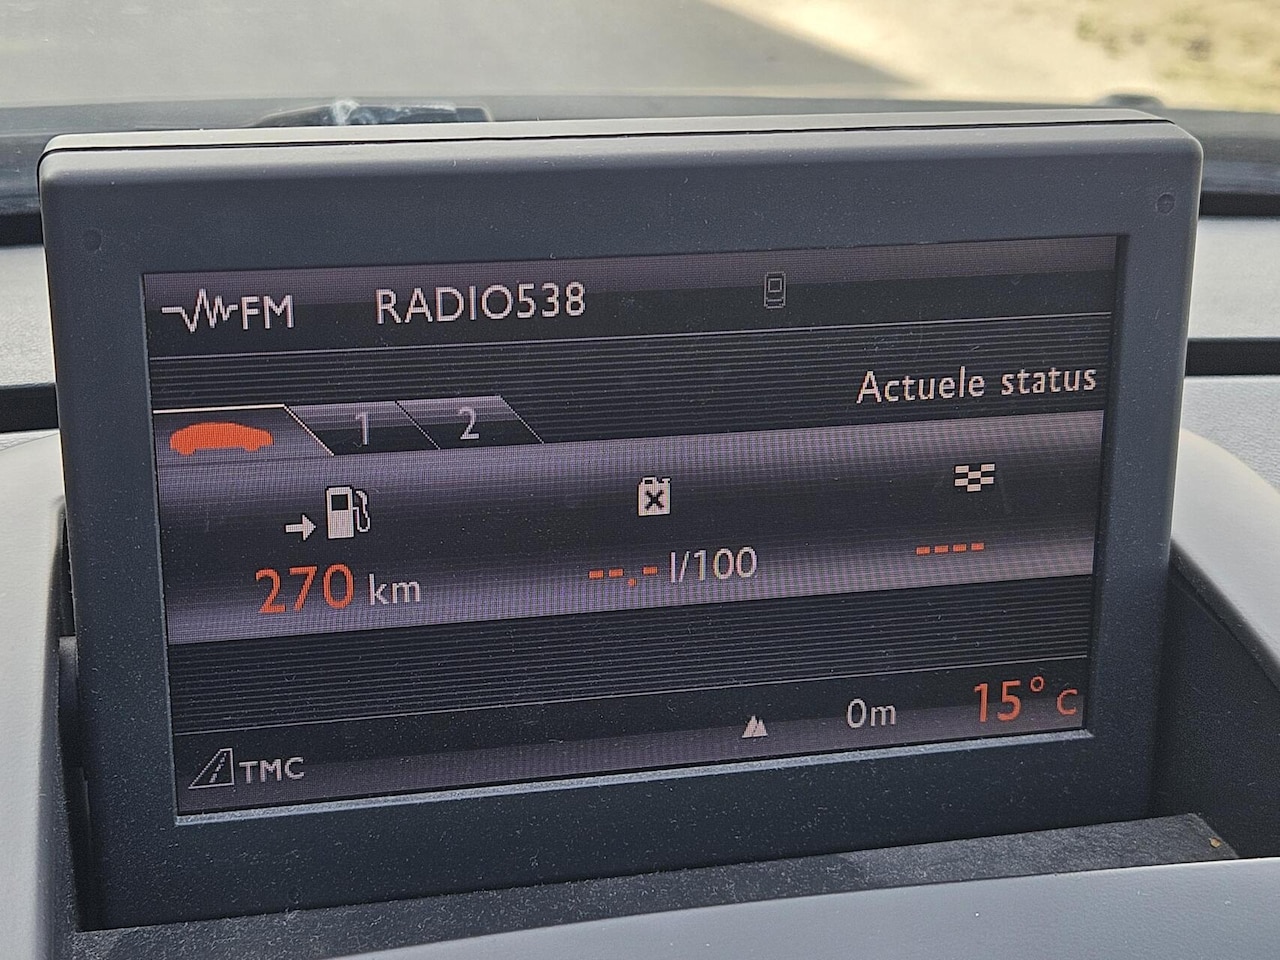 FM RADIO538
Actuele status
1 2
270 km --.- l/100 ----
TMC 0m 15° C